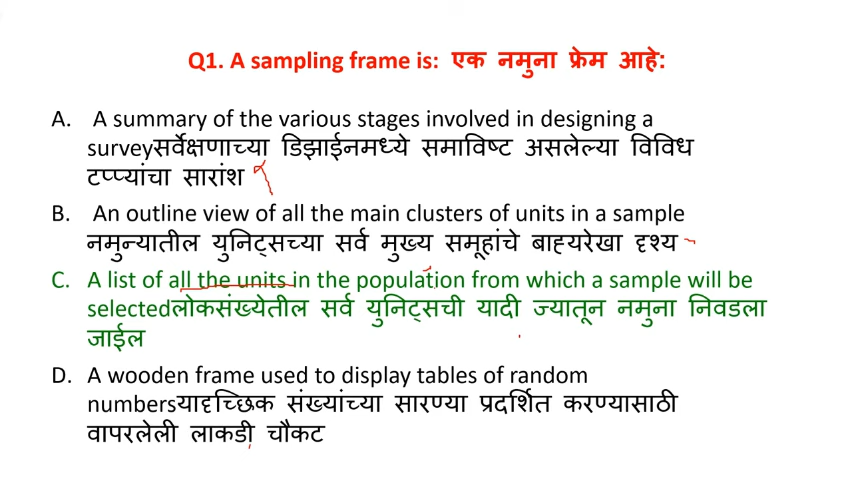 Q1. A sampling frame is: एक नमुना फ्रेम आहे:
A. A summary of the various stages involved in designing a
surveyसर्वेक्षणाच्या डिझाईनमध्ये समाविष्ट असलेल्या विविध
टप्प्यांचा सारांश
B. An outline view of all the main clusters of units in a sample
नमुन्यातील युनिट्सच्या सर्व मुख्य समूहांचे बाह्यरेखा दृश्य
C. A list of all the units in the population from which a sample will be
selectedलोकसंख्येतील सर्व युनिट्सची यादी ज्यातून नमुना निवडला
जाईल
D. A wooden frame used to display tables of random
numbersयादृच्छिक संख्यांच्या सारण्या प्रदर्शित करण्यासाठी
वापरलेली लाकडी चौकट